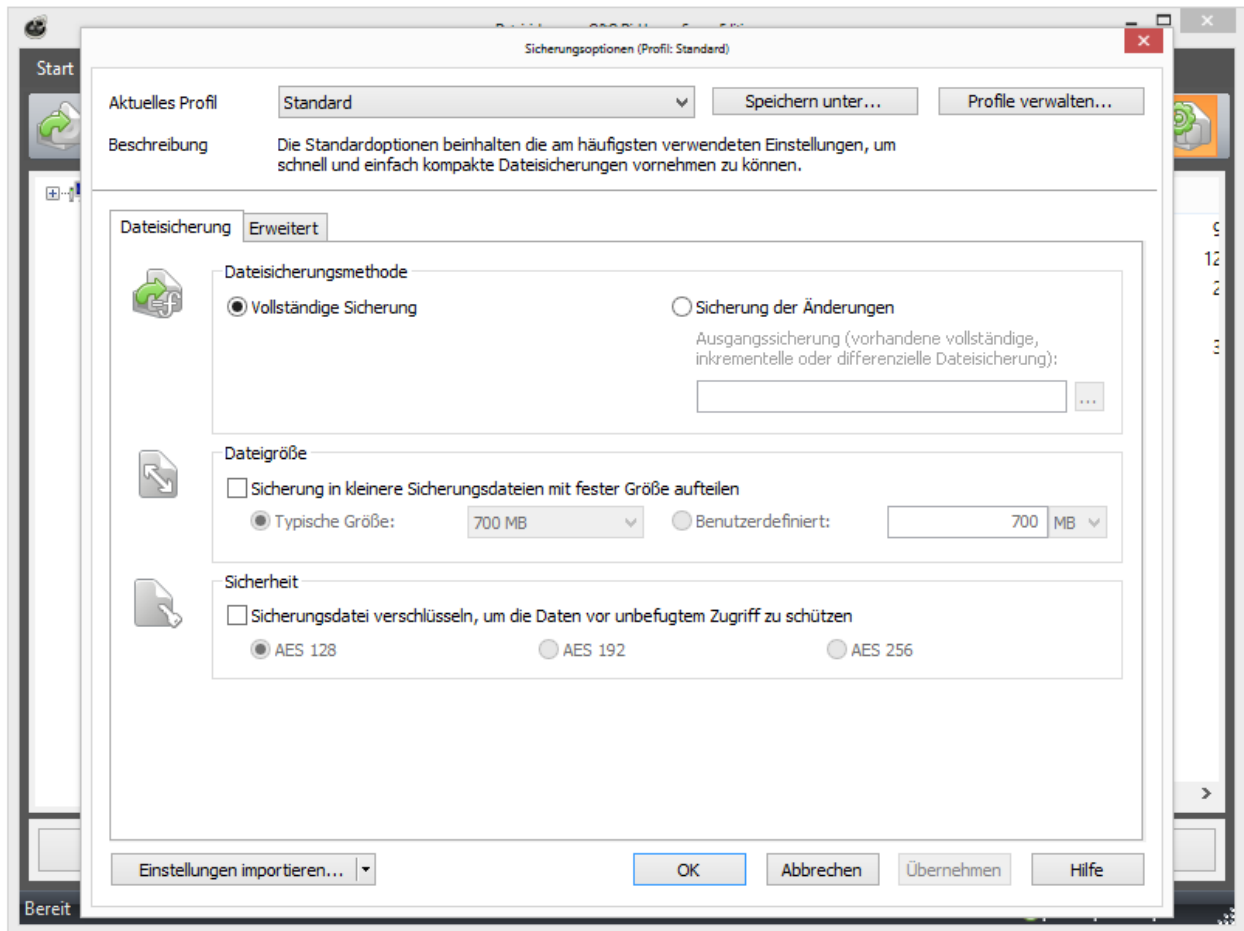 Sicherungsoptionen (Profil: Standard)
Start
Aktuelles Profil Standard Speichern unter... Profile verwalten...
Beschreibung Die Standardoptionen beinhalten die am häufigsten verwendeten Einstellungen, um
schnell und einfach kompakte Dateisicherungen vornehmen zu können.
Dateisicherung Erweitert
9
12
2
3
Dateisicherungsmethode
Vollständige Sicherung Sicherung der Änderungen
Ausgangssicherung (vorhandene vollständige,
inkrementelle oder differenzielle Dateisicherung):
...
Dateigröße
Sicherung in kleinere Sicherungsdateien mit fester Größe aufteilen
Typische Größe: 700 MB Benutzerdefiniert: 700 MB
Sicherheit
Sicherungsdatei verschlüsseln, um die Daten vor unbefugtem Zugriff zu schützen
AES 128 AES 192 AES 256
Einstellungen importieren... OK Abbrechen Übernehmen Hilfe
Bereit